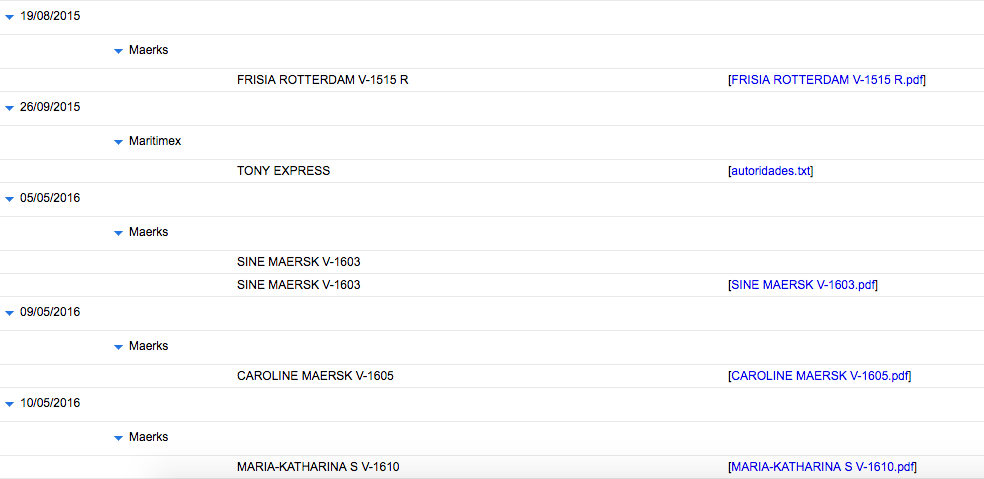 19/08/2015
Maerks
FRISIA ROTTERDAM V-1515 R [FRISIA ROTTERDAM V-1515 R.pdf]
26/09/2015
Maritimex
TONY EXPRESS [autoridades.txt]
05/05/2016
Maerks
SINE MAERSK V-1603
SINE MAERSK V-1603 [SINE MAERSK V-1603.pdf]
09/05/2016
Maerks
CAROLINE MAERSK V-1605 [CAROLINE MAERSK V-1605.pdf]
10/05/2016
Maerks
MARIA-KATHARINA S V-1610 [MARIA-KATHARINA S V-1610.pdf]